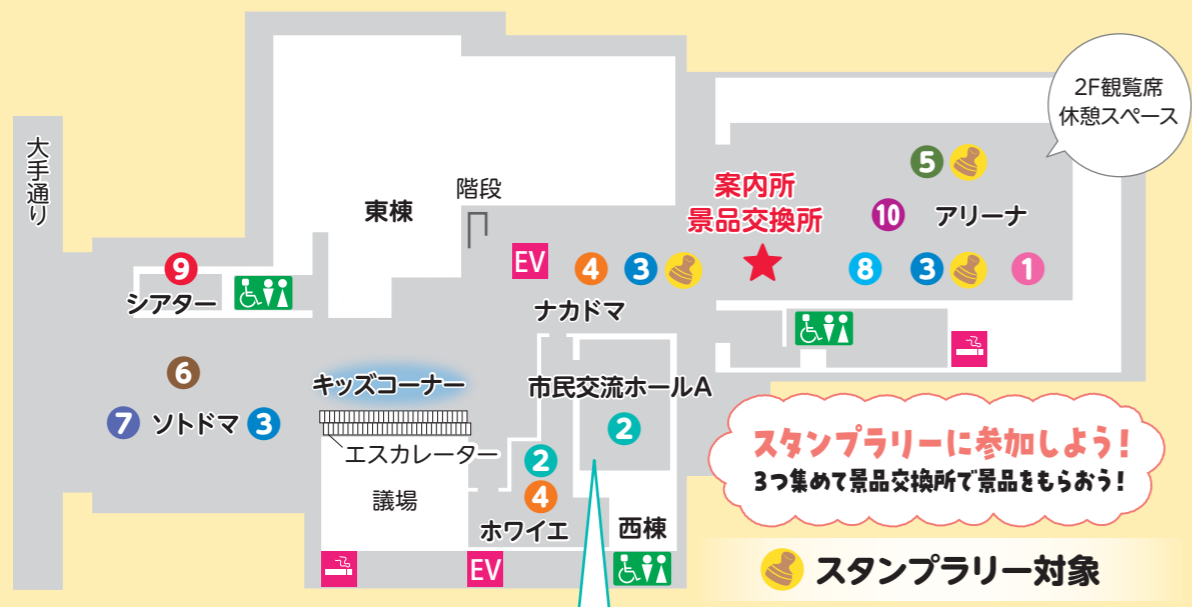 大手通り
東棟
階段
2F観覧席
休憩スペース
案内所
景品交換所
5
10
アリーナ
9
シアター
EV
4
3
ナカドマ
8
3
1
6
7
ソトドマ
3
キッズコーナー
エスカレーター
議場
市民交流ホールA
2
2
4
ホワイエ
西棟
EV
スタンプラリーに参加しよう!
3つ集めて景品交換所で景品をもらおう!
スタンプラリー対象